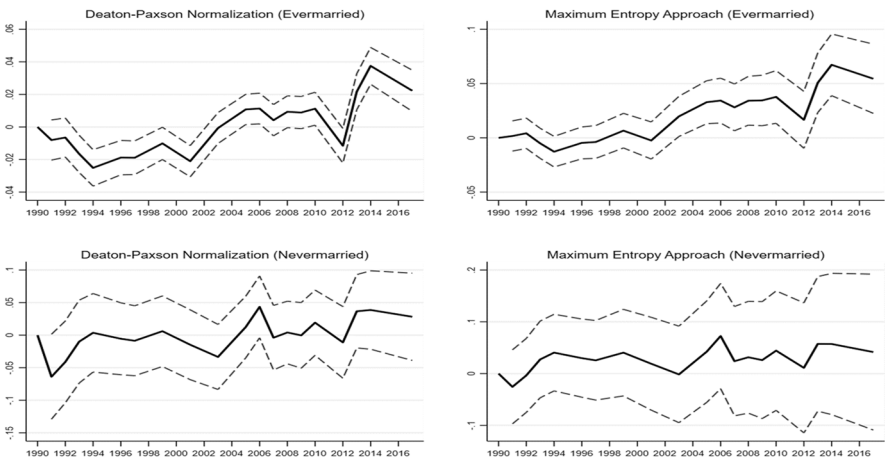 Deaton-Paxson Normalization (Evermarried)
.06
.04
.02
0
-.02
-.04
1990 1992 1994 1996 1998 2000 2002 2004 2006 2008 2010 2012 2014 2016
Maximum Entropy Approach (Evermarried)
.1
.05
0
-.05
1990 1992 1994 1996 1998 2000 2002 2004 2006 2008 2010 2012 2014 2016
Deaton-Paxson Normalization (Nevermarried)
.1
.05
0
-.05
-.1
-.15
1990 1992 1994 1996 1998 2000 2002 2004 2006 2008 2010 2012 2014 2016
Maximum Entropy Approach (Nevermarried)
.2
.1
0
-.1
1990 1992 1994 1996 1998 2000 2002 2004 2006 2008 2010 2012 2014 2016